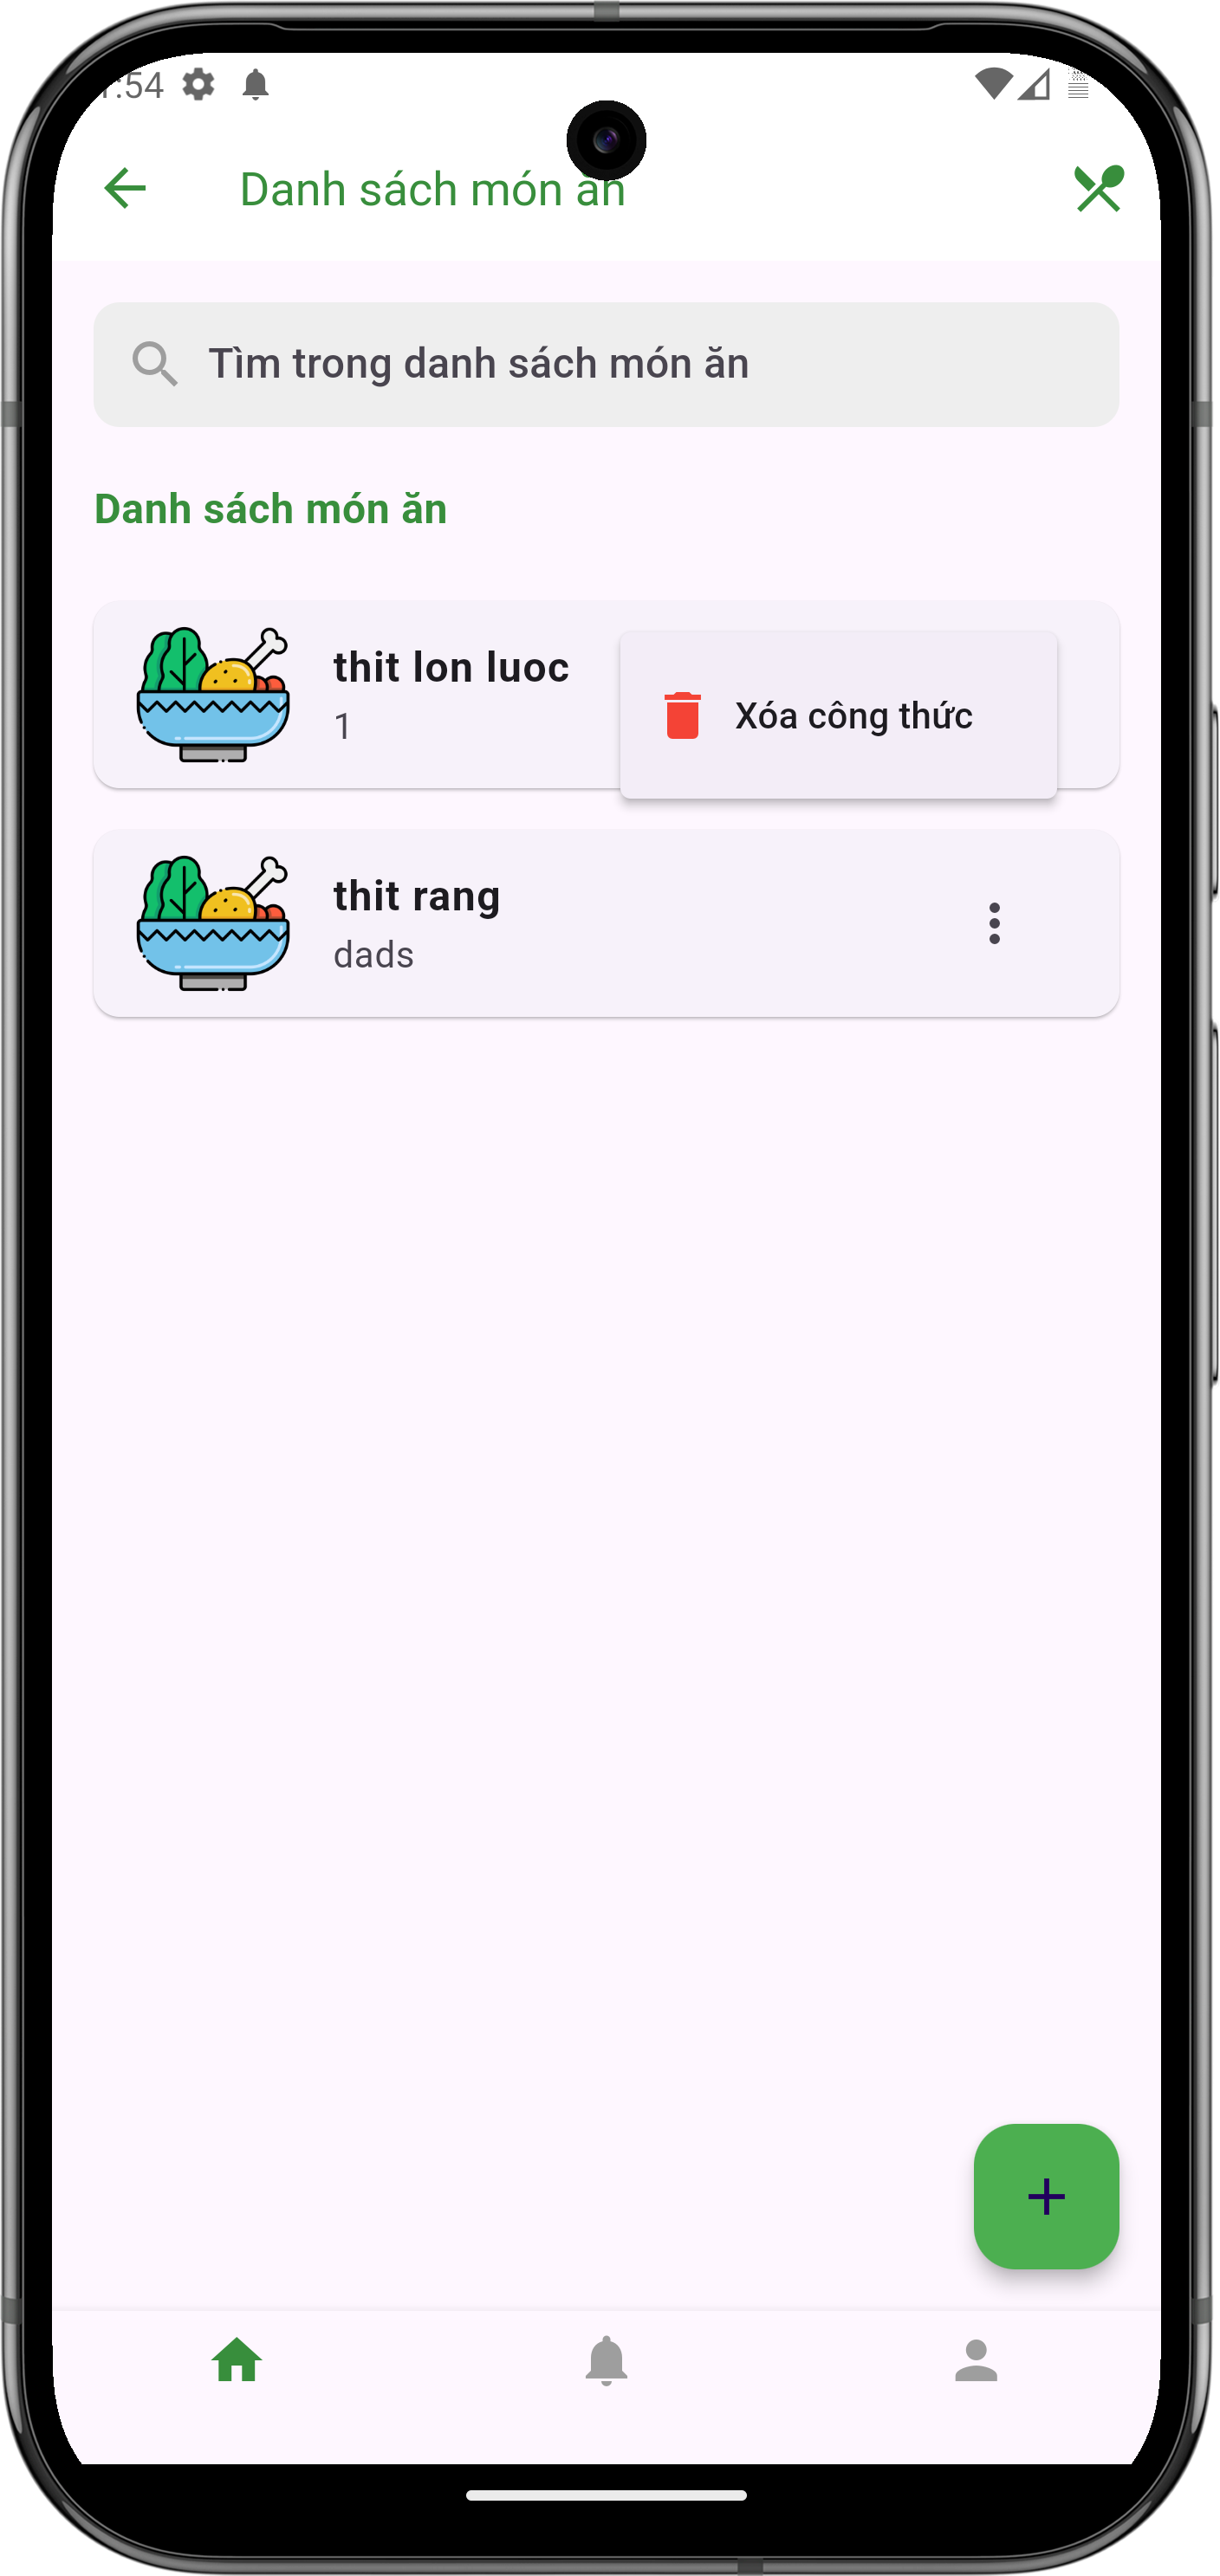 :54
Danh sách món ăn
Tìm trong danh sách món ăn
Danh sách món ăn
thit lon luoc
1
Xóa công thức
thit rang
dads